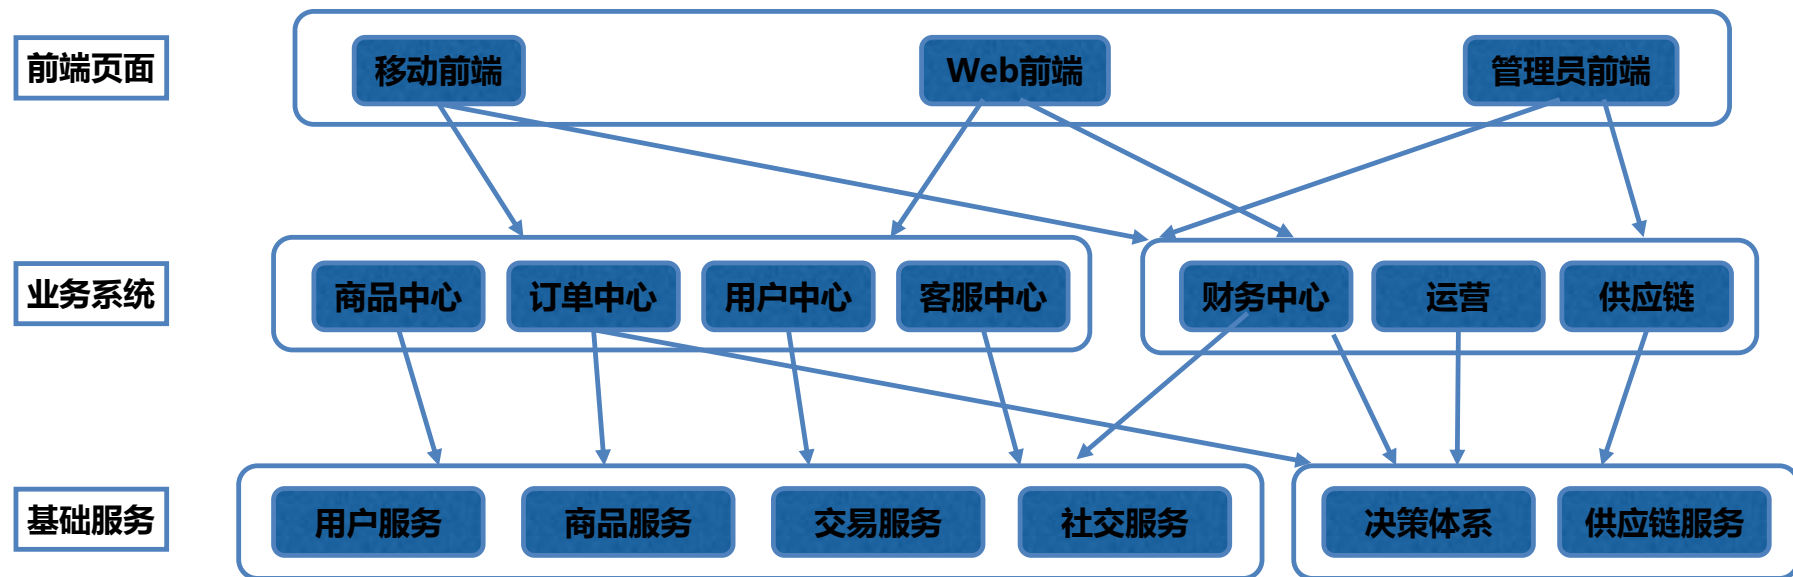 前端页面
移动前端
Web前端
管理员前端
业务系统
商品中心
订单中心
用户中心
客服中心
财务中心
运营
供应链
基础服务
用户服务
商品服务
交易服务
社交服务
决策体系
供应链服务